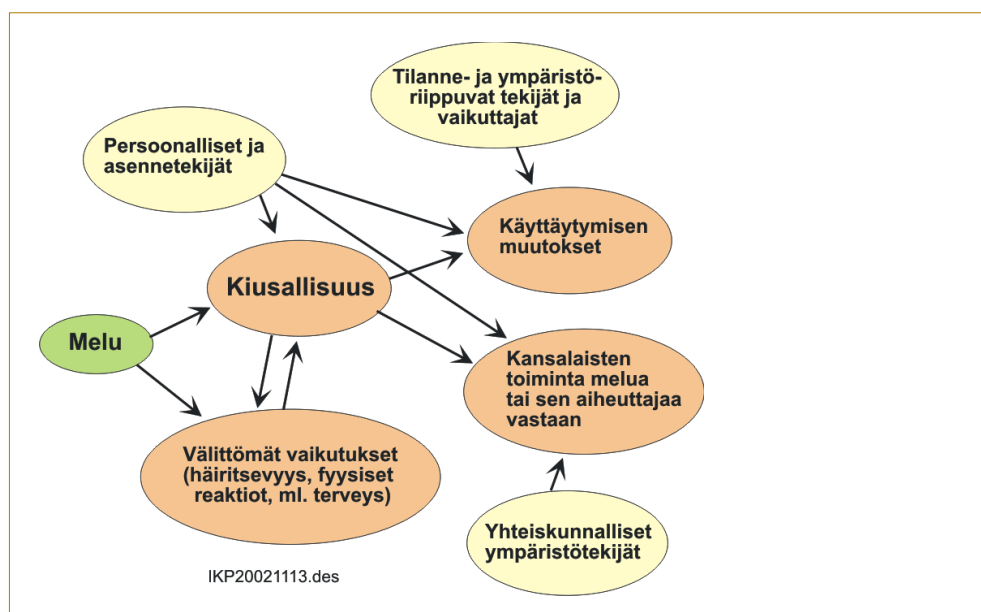 Tilanne- ja ympäristö-
riippuvat tekijät ja
vaikuttajat
Persoonalliset ja
asennetekijät
Käyttäytymisen
muutokset
Kiusallisuus
Melu
Kansalaisten
toiminta melua
tai sen aiheuttajaa
vastaan
Välittömät vaikutukset
(häiritsevyys, fyysiset
reaktiot, ml. terveys)
Yhteiskunnalliset
ympäristötekijät
IKP20021113.des